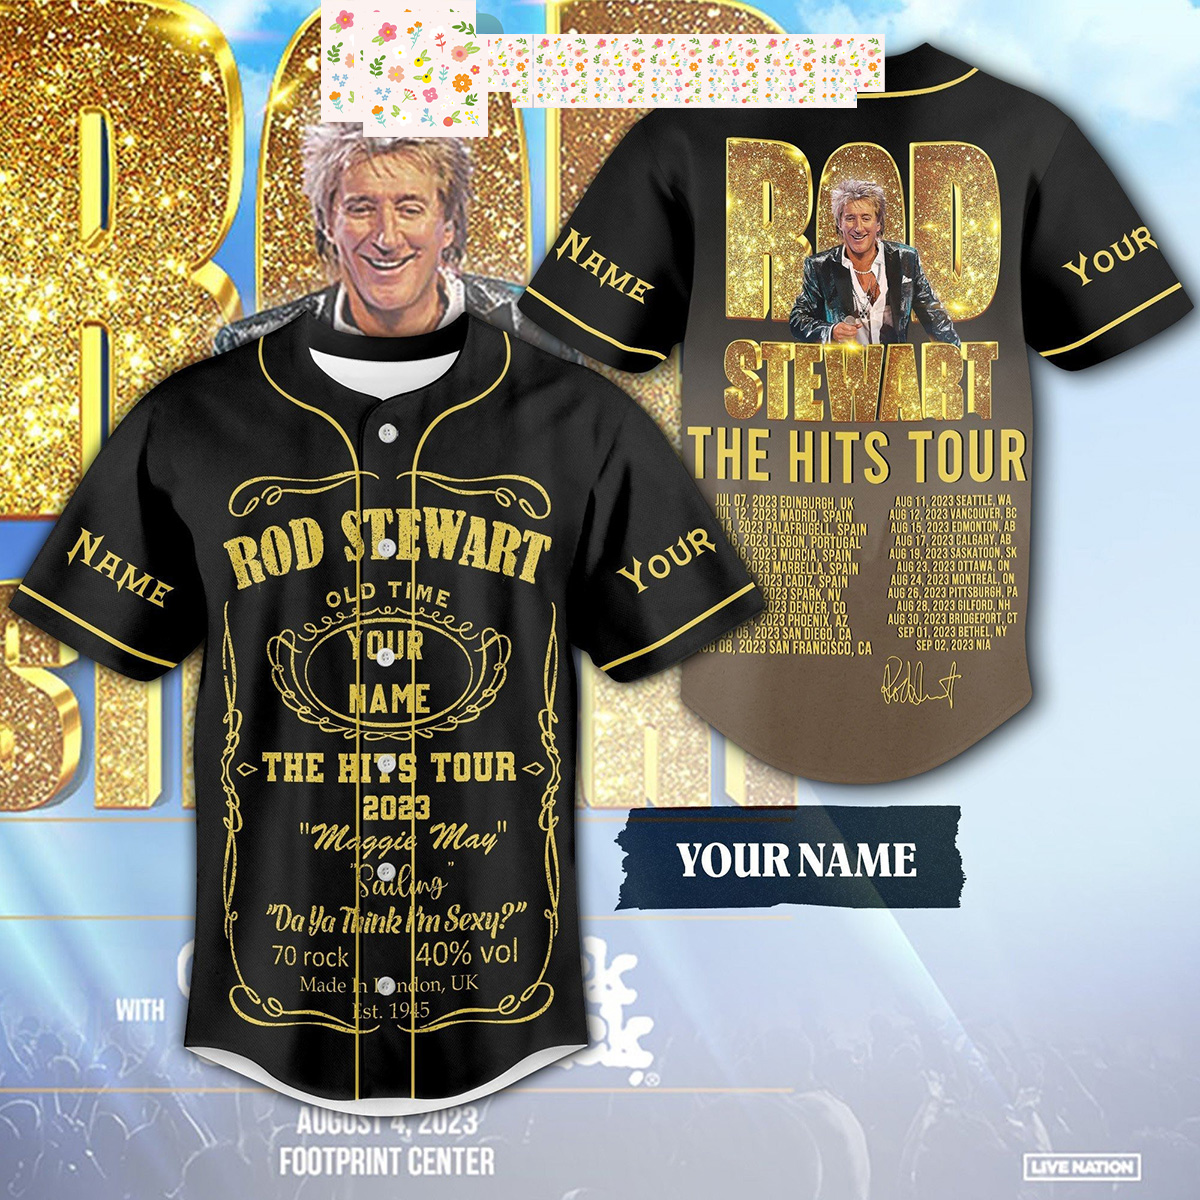 ROD
STEWART
THE HITS TOUR
JUL 07, 2023 EDINBURGH, UK
JUL 12, 2023 MADRID, SPAIN
14, 2023 PALAFRUGELL, SPAIN
2023 LISBON, PORTUGAL
2023 MURCIA, SPAIN
2023 MARBELLA, SPAIN
2023 CADIZ, SPAIN
2023 SPARK, NV
2023 DENVER, CO
2023 PHOENIX, AZ
05, 2023 SAN DIEGO, CA
08, 2023 SAN FRANCISCO, CA
AUG 11, 2023 SEATTLE, WA
AUG 12, 2023 VANCOUVER, BC
AUG 15, 2023 EDMONTON, AB
AUG 17, 2023 CALGARY, AB
AUG 19, 2023 SASKATOON, SK
AUG 23, 2023 OTTAWA, ON
AUG 24, 2023 MONTREAL, ON
AUG 26, 2023 PITTSBURGH, PA
AUG 28, 2023 GILFORD, NH
AUG 30, 2023 BRIDGEPORT, CT
SEP 01, 2023 BETHEL, NY
SEP 02, 2023 NIA
NAME
YOUR
NAME
YOUR
ROD STEWART
OLD TIME
YOUR
NAME
THE HITS TOUR
2023
"Maggie May"
"Sailing"
"Da Ya Think I'm Sexy?"
70 rock 40% vol
Made In London, UK
Est. 1945
YOUR NAME
WITH
AUGUST 4, 2023
FOOTPRINT CENTER
LIVE NATION